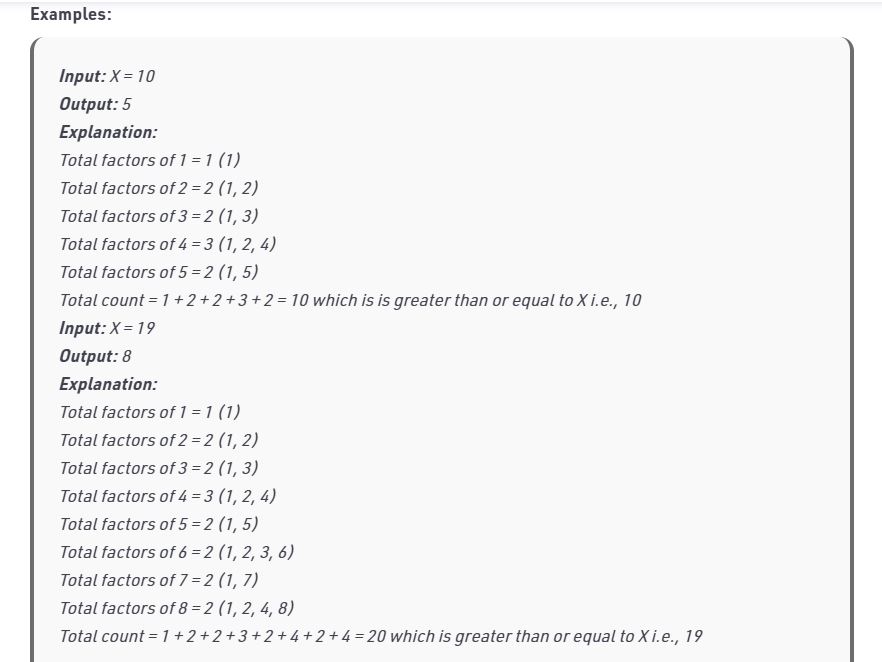 Examples:
Input: X = 10
Output: 5
Explanation:
Total factors of 1 = 1 (1)
Total factors of 2 = 2 (1, 2)
Total factors of 3 = 2 (1, 3)
Total factors of 4 = 3 (1, 2, 4)
Total factors of 5 = 2 (1, 5)
Total count = 1 + 2 + 2 + 3 + 2 = 10 which is is greater than or equal to X i.e., 10
Input: X = 19
Output: 8
Explanation:
Total factors of 1 = 1 (1)
Total factors of 2 = 2 (1, 2)
Total factors of 3 = 2 (1, 3)
Total factors of 4 = 3 (1, 2, 4)
Total factors of 5 = 2 (1, 5)
Total factors of 6 = 2 (1, 2, 3, 6)
Total factors of 7 = 2 (1, 7)
Total factors of 8 = 2 (1, 2, 4, 8)
Total count = 1 + 2 + 2 + 3 + 2 + 4 + 2 + 4 = 20 which is greater than or equal to X i.e., 19